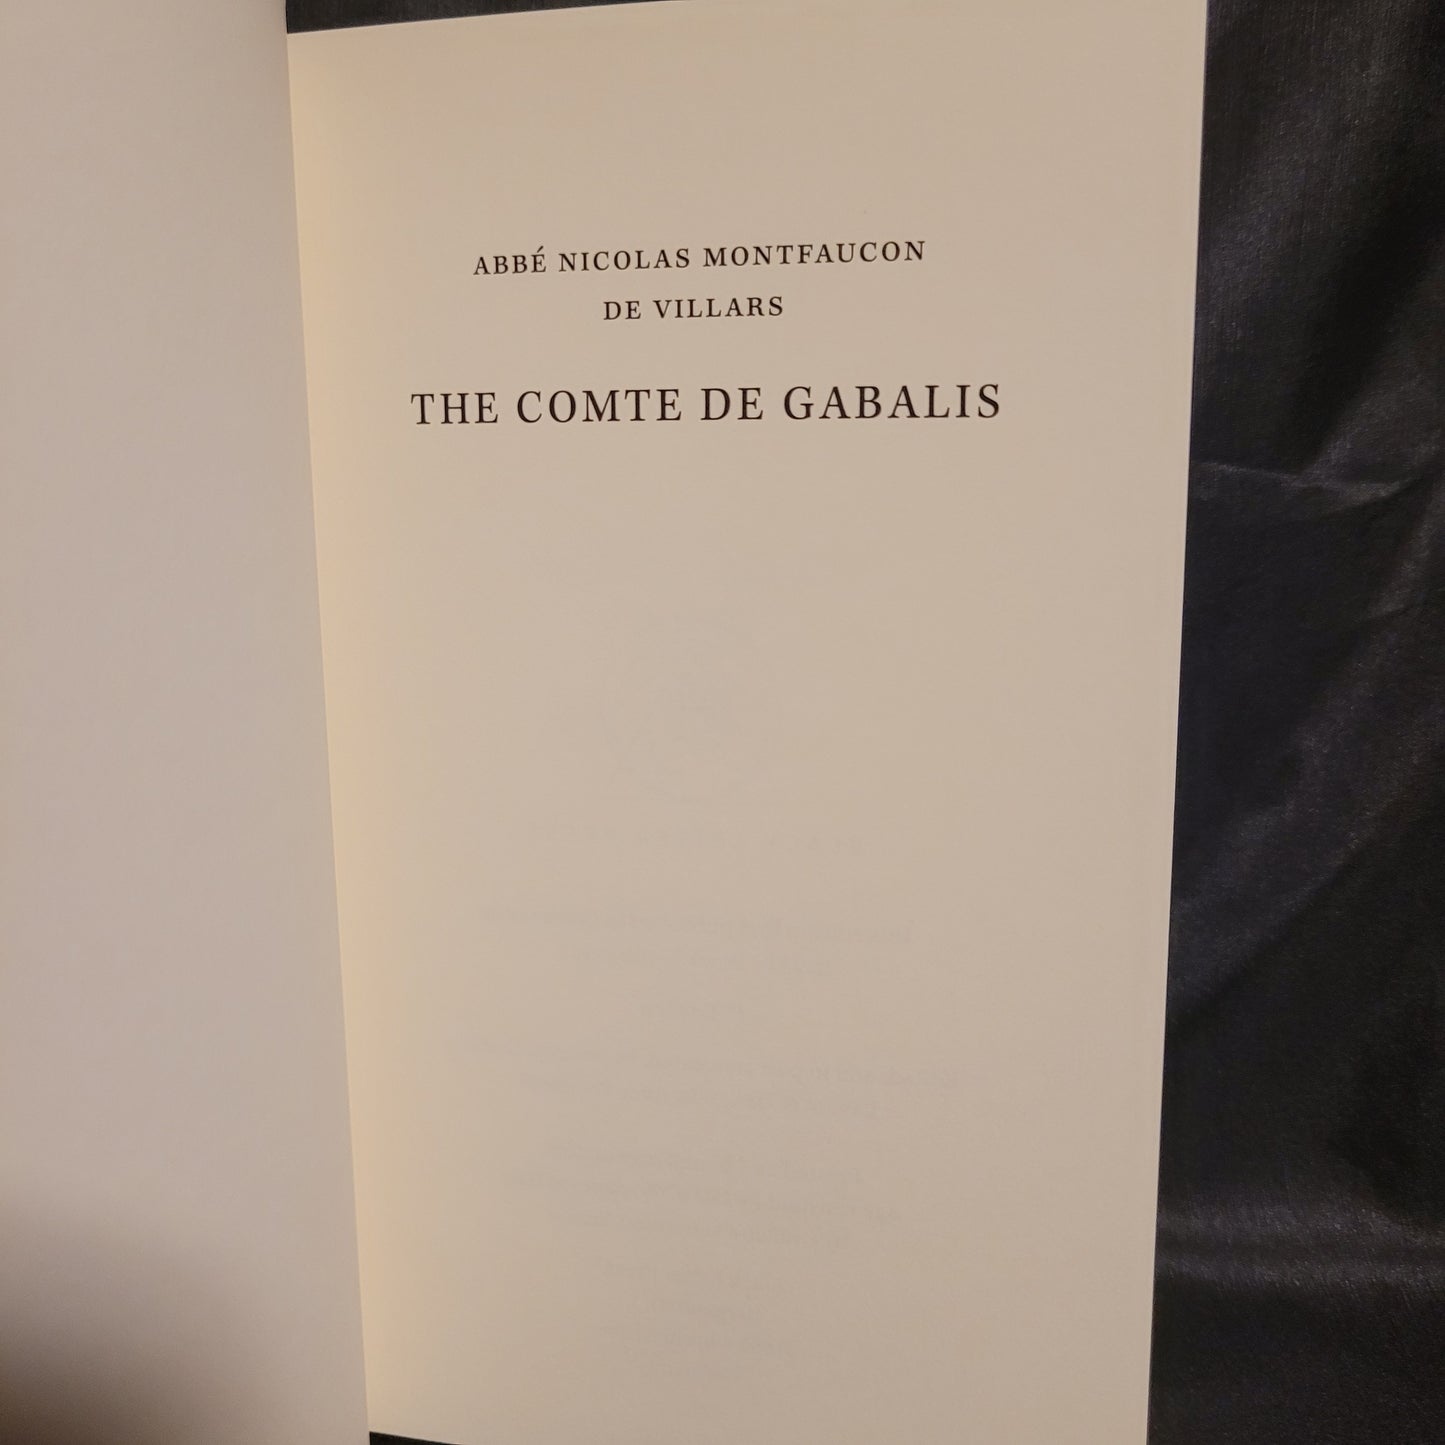 ABBÉ NICOLAS MONTFAUCON
DE VILLARS
THE COMTE DE GABALIS